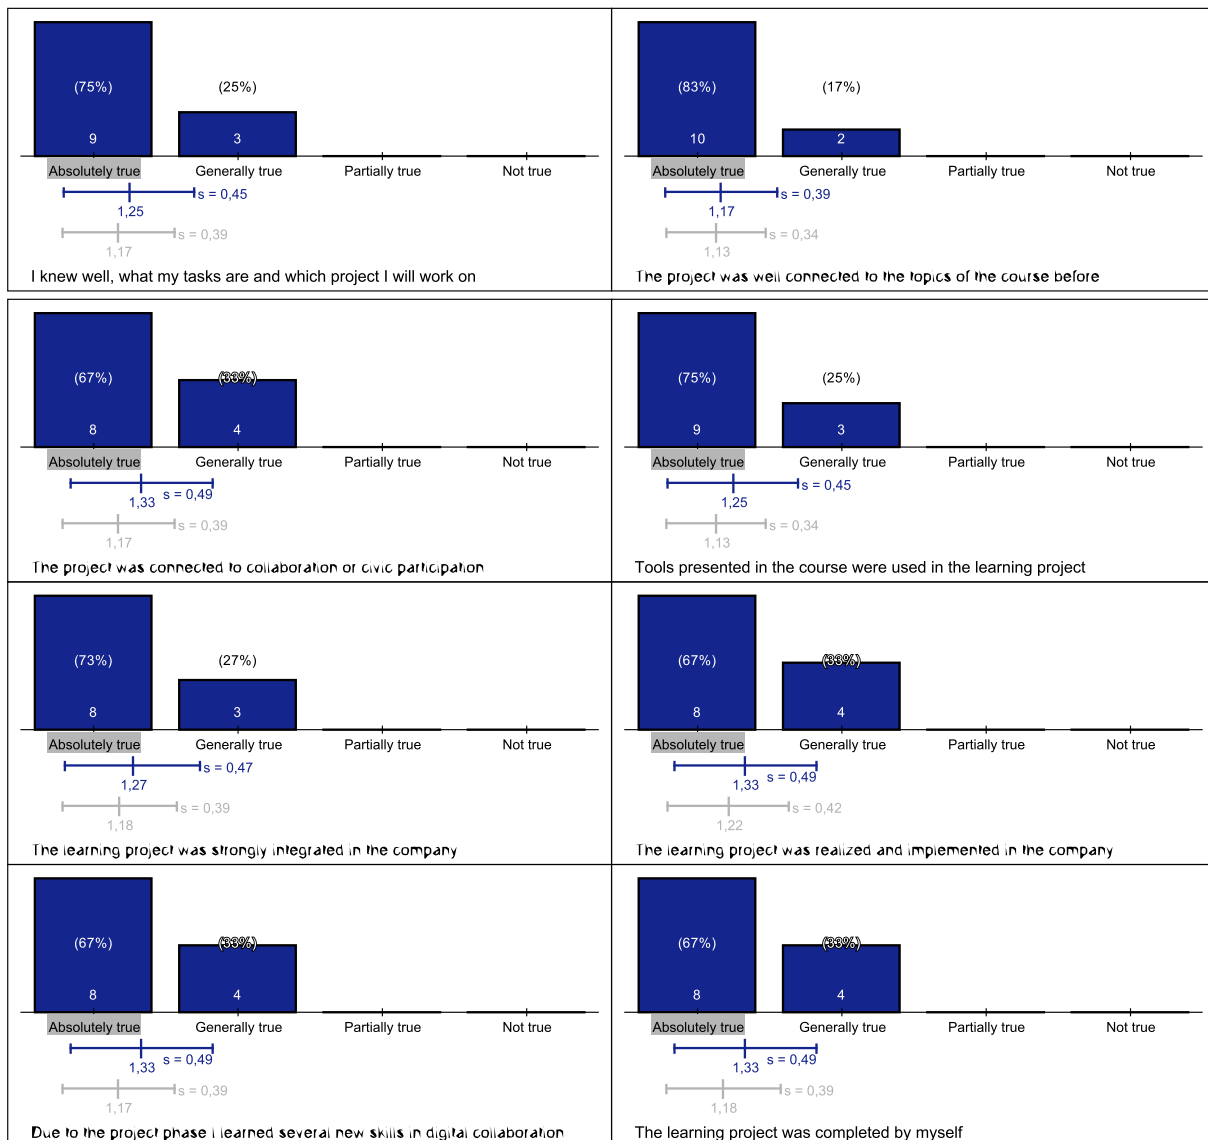 (75%)
(25%)
9
3
Absolutely true
Generally true
Partially true
Not true
s = 0,45
1,25
s = 0,39
1,17
I knew well, what my tasks are and which project I will work on
(83%)
(17%)
10
2
Absolutely true
Generally true
Partially true
Not true
s = 0,39
1,17
s = 0,34
1,13
The project was well connected to the topics of the course before
(67%)
(33%)
8
4
Absolutely true
Generally true
Partially true
Not true
s = 0,49
1,33
s = 0,39
1,17
The project was connected to collaboration or civic participation
(75%)
(25%)
9
3
Absolutely true
Generally true
Partially true
Not true
s = 0,45
1,25
s = 0,34
1,13
Tools presented in the course were used in the learning project
(73%)
(27%)
8
3
Absolutely true
Generally true
Partially true
Not true
s = 0,47
1,27
s = 0,39
1,18
The learning project was strongly integrated in the company
(67%)
(33%)
8
4
Absolutely true
Generally true
Partially true
Not true
s = 0,49
1,33
s = 0,42
1,22
The learning project was realized and implemented in the company
(67%)
(33%)
8
4
Absolutely true
Generally true
Partially true
Not true
s = 0,49
1,33
s = 0,39
1,17
Due to the project phase I learned several new skills in digital collaboration
(67%)
(33%)
8
4
Absolutely true
Generally true
Partially true
Not true
s = 0,49
1,33
s = 0,39
1,18
The learning project was completed by myself